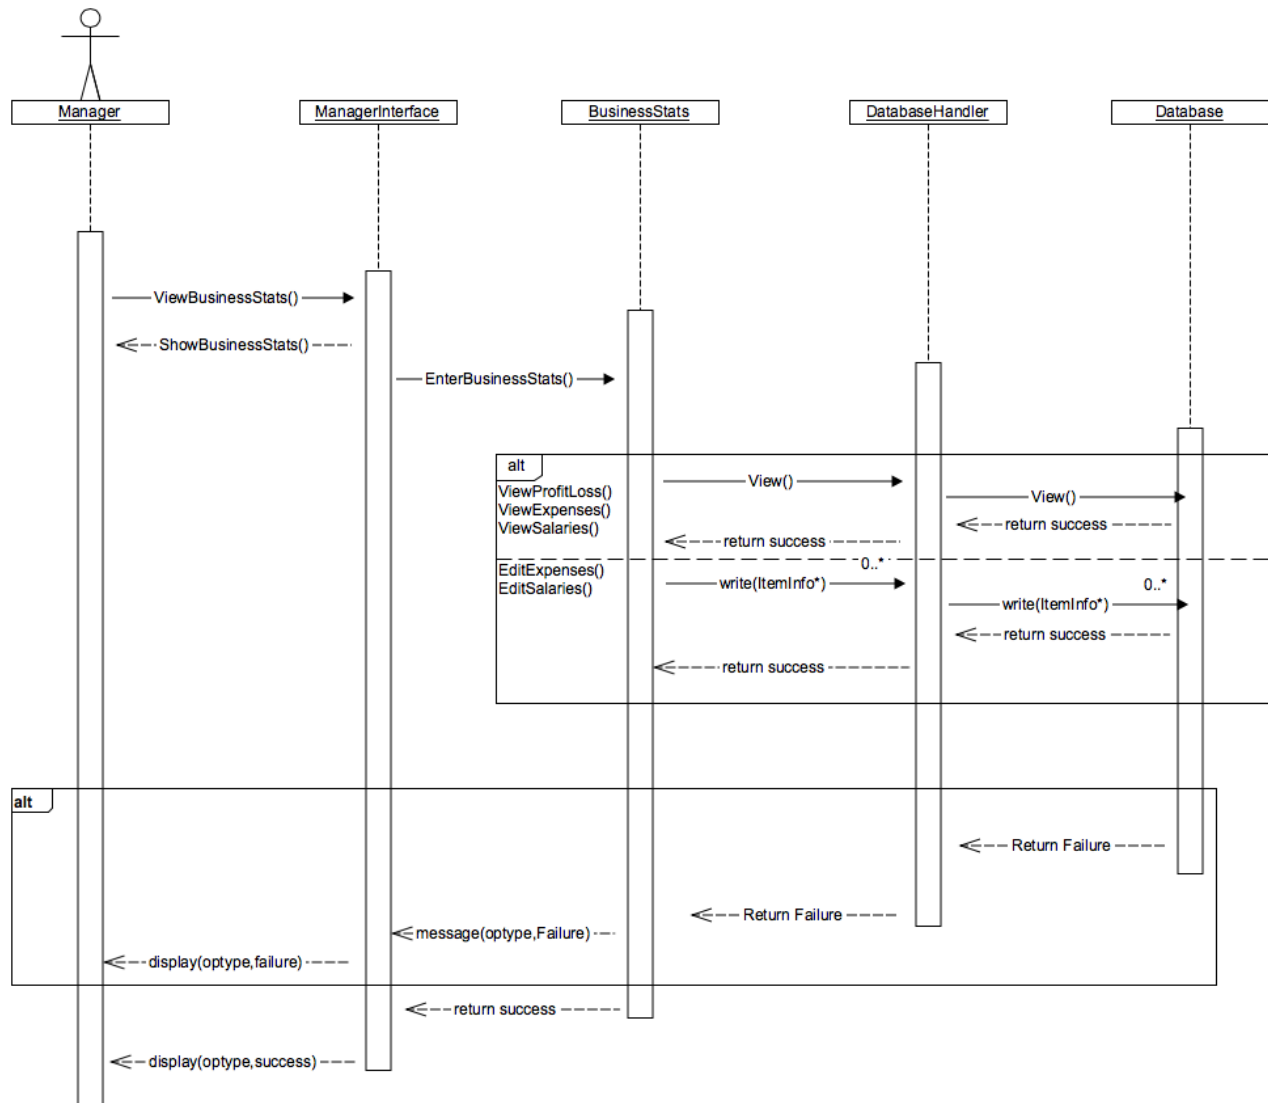 Manager
ManagerInterface
BusinessStats
DatabaseHandler
Database
ViewBusinessStats()
ShowBusinessStats()
EnterBusinessStats()
alt
ViewProfitLoss()
ViewExpenses()
ViewSalaries()
View()
View()
return success
return success
0..*
EditExpenses()
EditSalaries()
write(ItemInfo*)
0..*
write(ItemInfo*)
return success
return success
alt
Return Failure
Return Failure
message(optype,Failure)
display(optype,failure)
return success
display(optype,success)